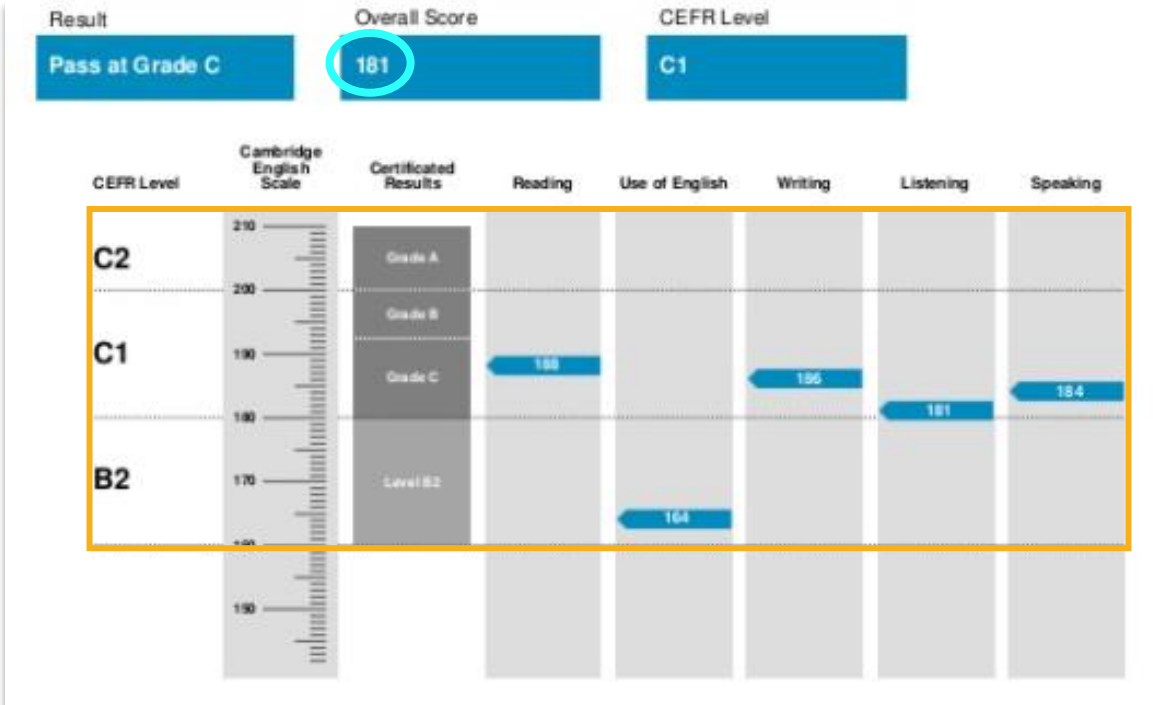 Result Overall Score CEFR Level
Pass at Grade C 181 C1
CEFR Level Cambridge English Scale Certificated Results Reading Use of English Writing Listening Speaking
210
C2 Grade A
200
Grade B
C1 190 188
Grade C 186 184
180 181
B2 170 Level B2
164
160
150